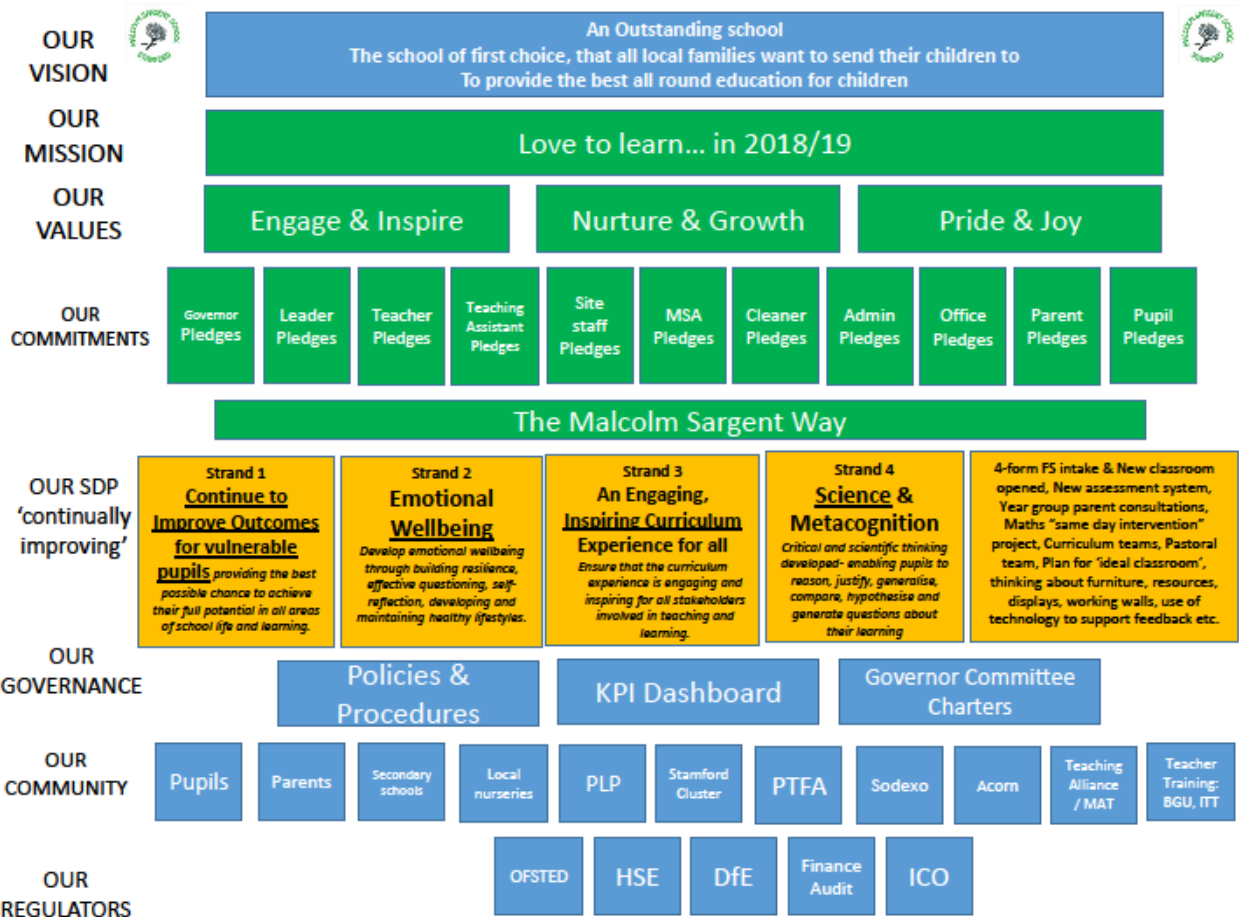 OUR
VISION
MALCOLM SARGENT SCHOOL
STAMFORD
An Outstanding school
The school of first choice, that all local families want to send their children to
To provide the best all round education for children
MALCOLM SARGENT SCHOOL
STAMFORD
OUR
MISSION
Love to learn... in 2018/19
OUR
VALUES
Engage & Inspire
Nurture & Growth
Pride & Joy
OUR
COMMITMENTS
Governor
Pledges
Leader
Pledges
Teacher
Pledges
Teaching
Assistant
Pledges
Site
staff
Pledges
MSA
Pledges
Cleaner
Pledges
Admin
Pledges
Office
Pledges
Parent
Pledges
Pupil
Pledges
The Malcolm Sargent Way
OUR SDP
‘continually
improving’
Strand 1
Continue to
Improve Outcomes
for vulnerable
pupils providing the best
possible chance to achieve
their full potential in all areas
of school life and learning.
Strand 2
Emotional
Wellbeing
Develop emotional wellbeing
through building resilience,
effective questioning, self-
reflection, developing and
maintaining healthy lifestyles.
Strand 3
An Engaging,
Inspiring Curriculum
Experience for all
Ensure that the curriculum
experience is engaging and
inspiring for all stakeholders
involved in teaching and
learning.
Strand 4
Science &
Metacognition
Critical and scientific thinking
developed- enabling pupils to
reason, justify, generalise,
compare, hypothesise and
generate questions about
their learning
4-form FS intake & New classroom
opened, New assessment system,
Year group parent consultations,
Maths “same day intervention”
project, Curriculum teams, Pastoral
team, Plan for ‘ideal classroom’,
thinking about furniture, resources,
displays, working walls, use of
technology to support feedback etc.
OUR
GOVERNANCE
Policies &
Procedures
KPI Dashboard
Governor Committee
Charters
OUR
COMMUNITY
Pupils
Parents
Secondary
schools
Local
nurseries
PLP
Stamford
Cluster
PTFA
Sodexo
Acorn
Teaching
Alliance
/ MAT
Teacher
Training:
BGU, ITT
OUR
REGULATORS
OFSTED
HSE
DfE
Finance
Audit
ICO